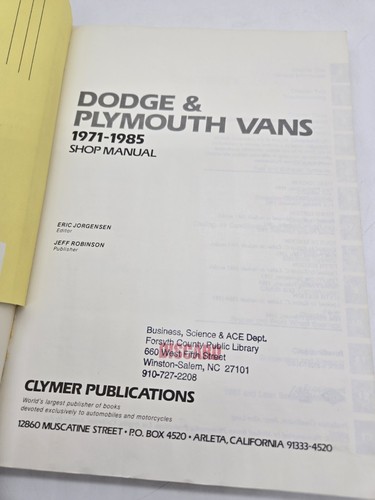 DODGE &
PLYMOUTH VANS
1971-1985
SHOP MANUAL
ERIC JORGENSEN
Editor
JEFF ROBINSON
Publisher
Business, Science & ACE Dept.
Forsyth County Public Library
DISCARD
660 West Fifth Street
Winston-Salem, NC 27101
910-727-2208
CLYMER PUBLICATIONS
World's largest publisher of books
devoted exclusively to automobiles and motorcycles
12860 MUSCATINE STREET • P.O. BOX 4520 • ARLETA, CALIFORNIA 91333-4520